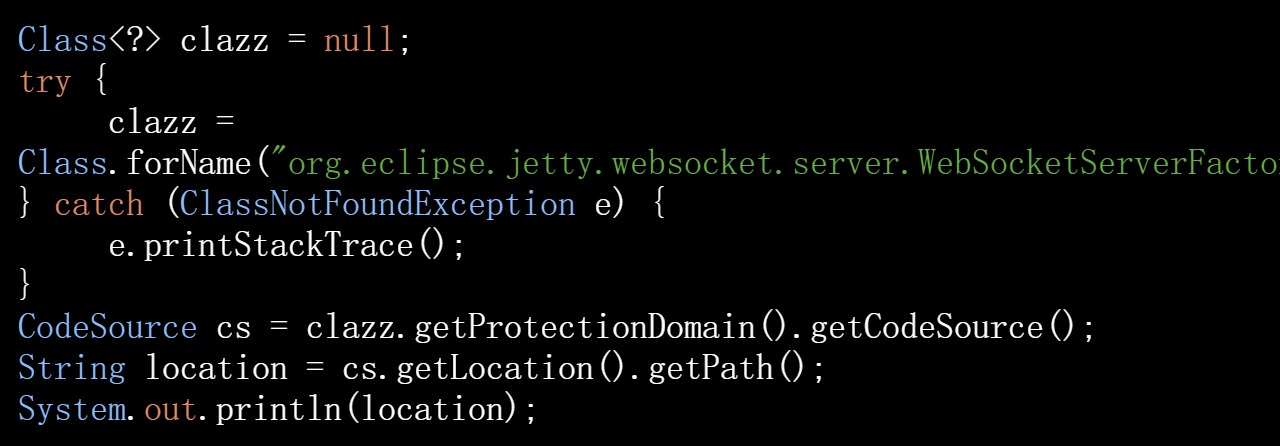 Class<?> clazz = null;
try {
     clazz =
Class.forName("org.eclipse.jetty.websocket.server.WebSocketServerFacto
} catch (ClassNotFoundException e) {
     e.printStackTrace();
}
CodeSource cs = clazz.getProtectionDomain().getCodeSource();
String location = cs.getLocation().getPath();
System.out.println(location);